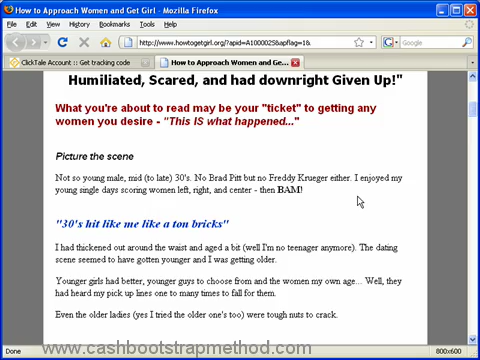 How to Approach Women and Get Girl - Mozilla Firefox
File Edit View History Bookmarks Tools Help
http://www.howtogetgirl.org/?apid=A100002S&apflag=1& Google
ClickTale Account :: Get tracking code How to Approach Women and Get...
Humiliated, Scared, and had downright Given Up!"
What you're about to read may be your "ticket" to getting any
women you desire - "This IS what happened..."
Picture the scene
Not so young male, mid (to late) 30's. No Brad Pitt but no Freddy Krueger either. I enjoyed my
young single days scoring women left, right, and center - then BAM!
"30's hit like me like a ton bricks"
I had thickened out around the waist and aged a bit (well I'm no teenager anymore). The dating
scene seemed to have gotten younger and I was getting older.
Younger girls had better, younger guys to choose from and the women my own age... Well, they
had heard my pick up lines one to many times to fall for them.
Even the older ladies (yes I tried the older one's too) were tough nuts to crack.
Done 800x600
www.cashbootstrapmethod.com